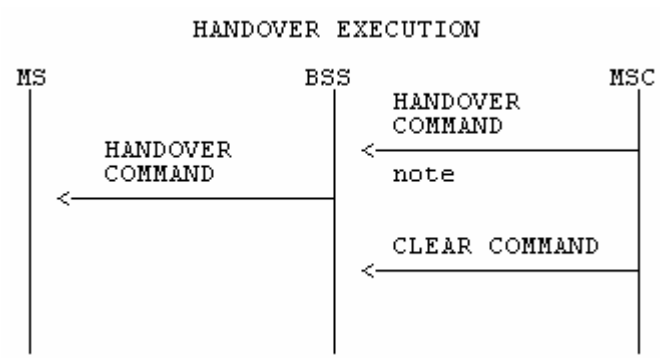 HANDOVER EXECUTION
MS BSS MSC
HANDOVER
COMMAND
HANDOVER
COMMAND
note
CLEAR COMMAND